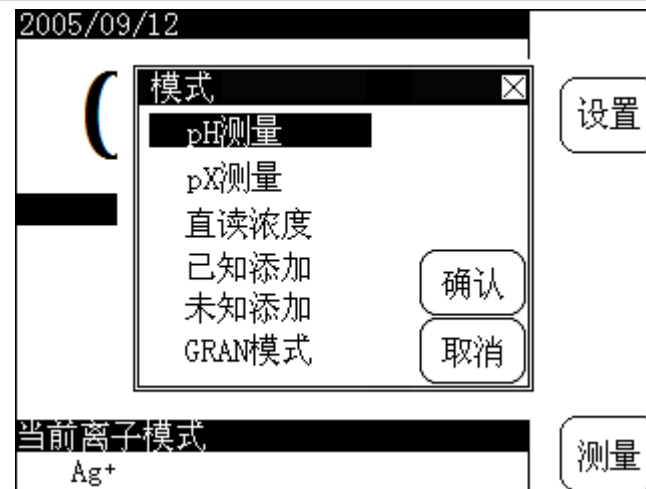 2005/09/12
(
模式
pH测量
pX测量
直读浓度
已知添加
未知添加
GRAN模式
确认
取消
设置
当前离子模式
Ag⁺
测量